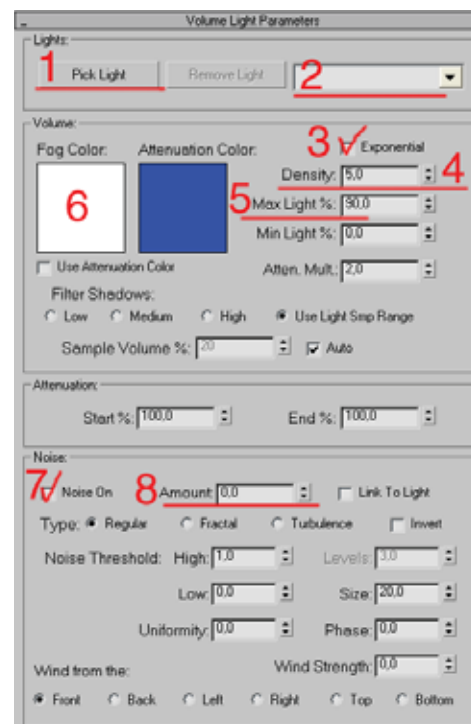 Volume Light Parameters
Lights:
1 Pick Light Remove Light 2
Volume:
Fog Color: Attenuation Color: 3 Exponential
6 Density: 5,0 4
5 Max Light %: 90,0
Min Light %: 0,0
Use Attenuation Color Atten. Mult.: 2,0
Filter Shadows:
Low Medium High Use Light Smp Range
Sample Volume %: 20 Auto
Attenuation:
Start %: 100,0 End %: 100,0
Noise:
7 Noise On 8 Amount: 0,0 Link To Light
Type: Regular Fractal Turbulence Invert
Noise Threshold: High: 1,0 Levels: 3,0
Low: 0,0 Size: 20,0
Uniformity: 0,0 Phase: 0,0
Wind from the: Wind Strength: 0,0
Front Back Left Right Top Bottom